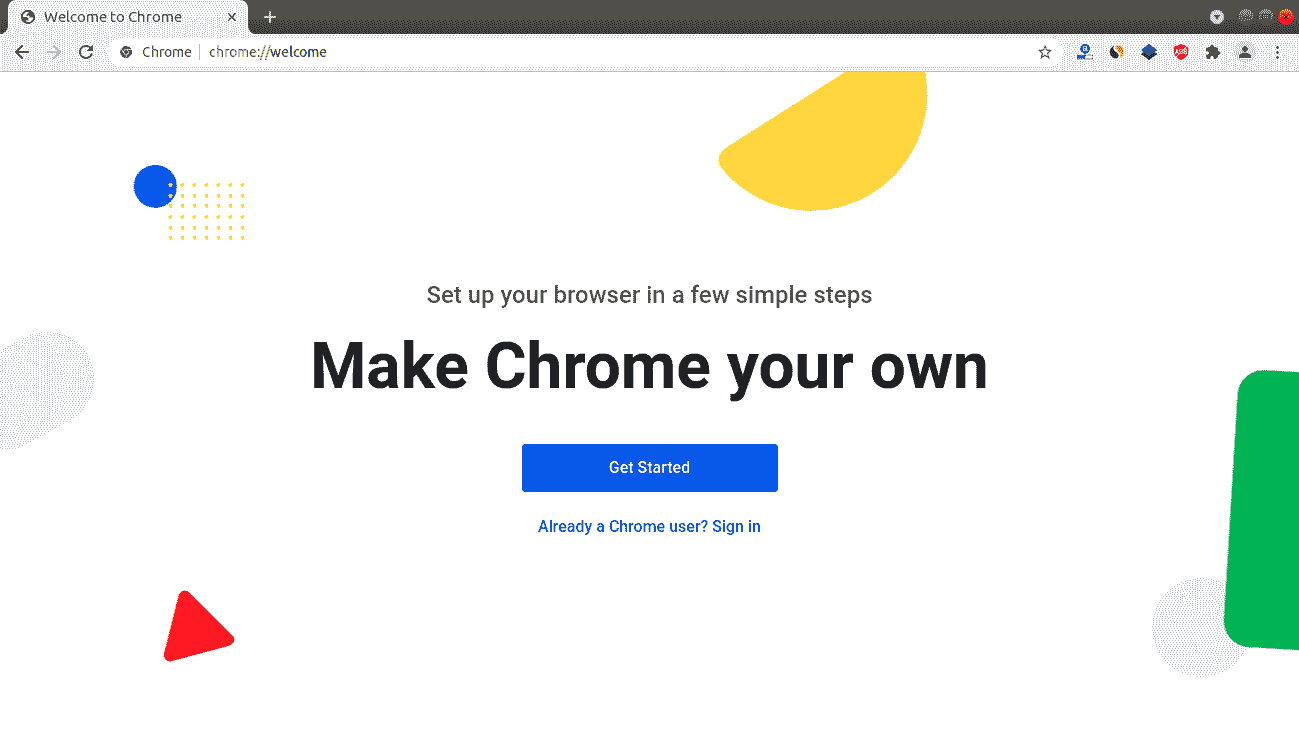 Welcome to Chrome
Chrome chrome://welcome
Set up your browser in a few simple steps
Make Chrome your own
Get Started
Already a Chrome user? Sign in